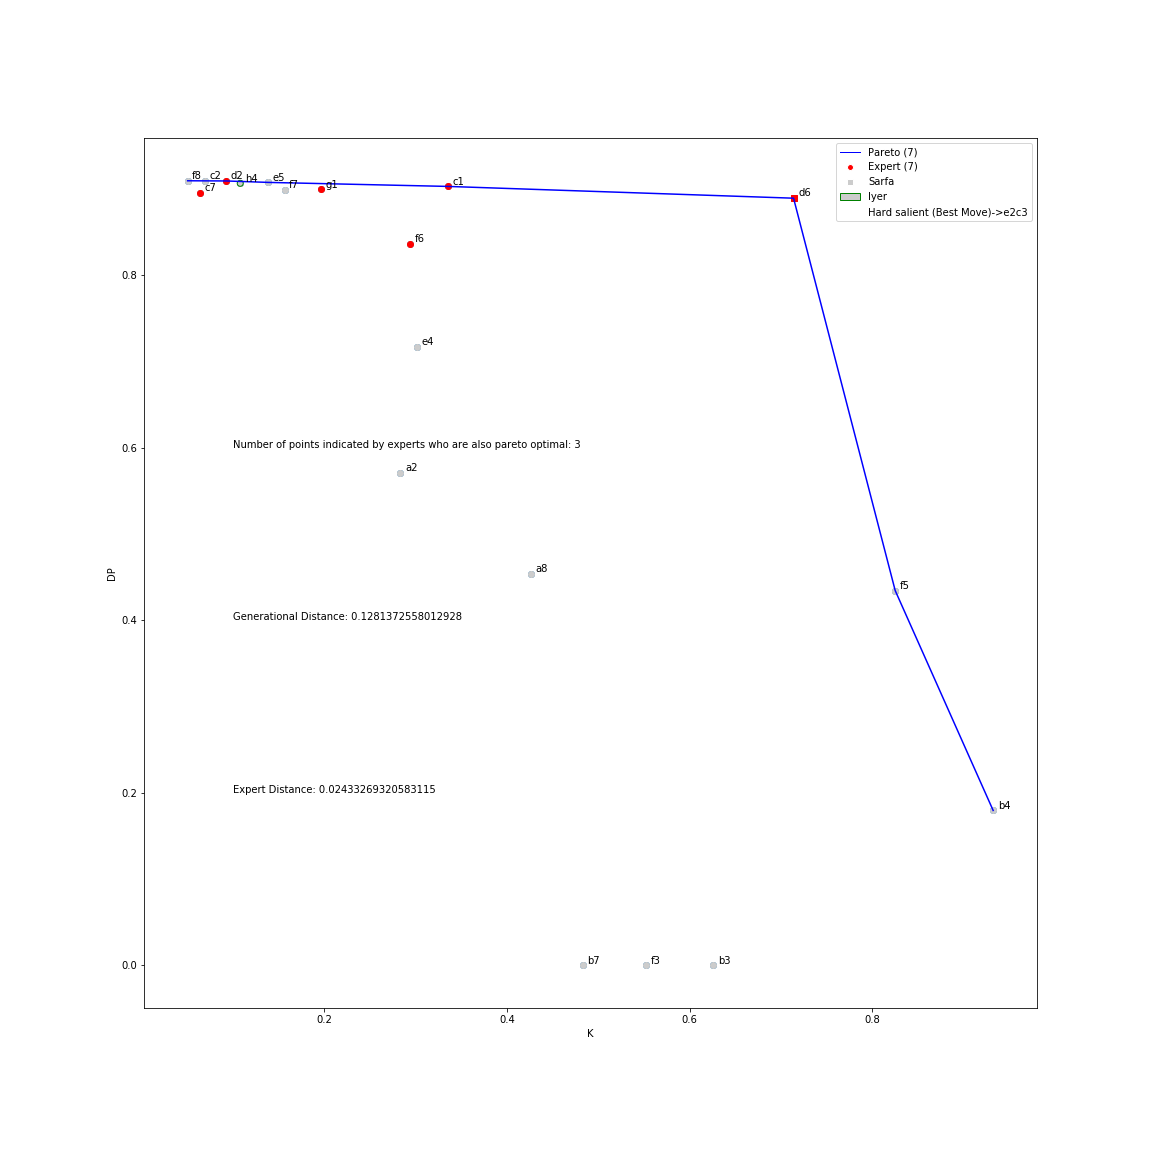 Pareto (7)
Expert (7)
Sarfa
Iyer
Hard salient (Best Move)->e2c3
f8
c2
d2
h4
e5
c7
f7
g1
c1
d6
f6
e4
Number of points indicated by experts who are also pareto optimal: 3
a2
a8
f5
Generational Distance: 0.1281372558012928
Expert Distance: 0.02433269320583115
b4
b7
f3
b3
0.8
0.6
0.4
0.2
0.0
DP
0.2
0.4
0.6
0.8
K